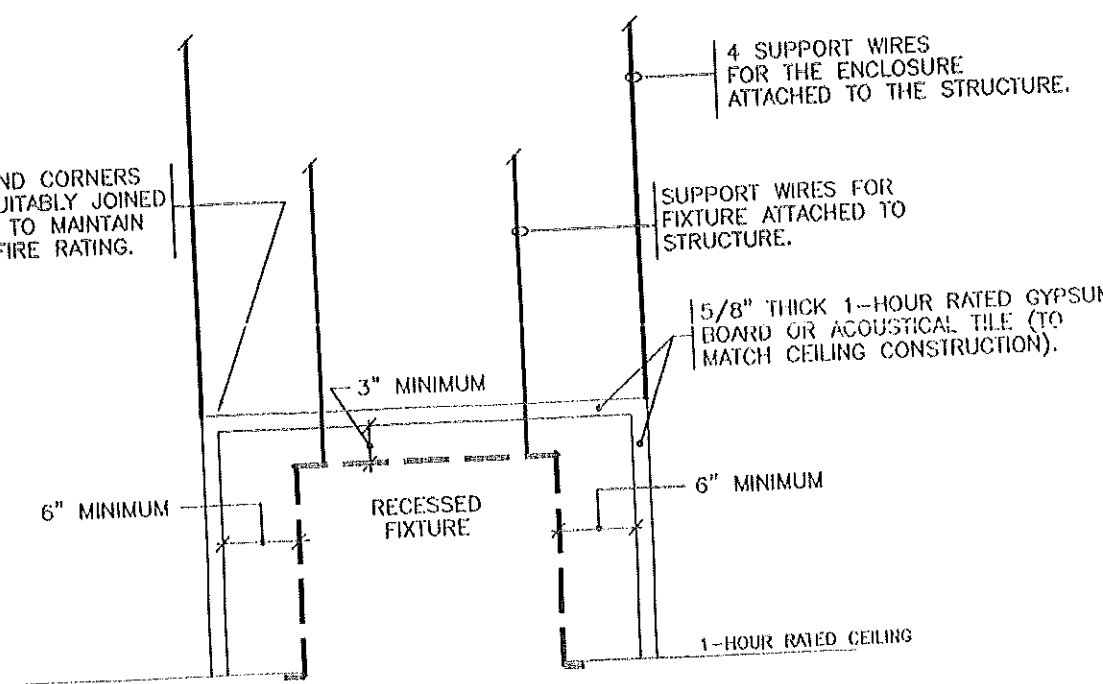 4 SUPPORT WIRES
FOR THE ENCLOSURE
ATTACHED TO THE STRUCTURE.
ND CORNERS
UITABLY JOINED
TO MAINTAIN
FIRE RATING.
SUPPORT WIRES FOR
FIXTURE ATTACHED TO
STRUCTURE.
5/8" THICK 1-HOUR RATED GYPSUM
BOARD OR ACOUSTICAL TILE (TO
MATCH CEILING CONSTRUCTION).
3" MINIMUM
6" MINIMUM
RECESSED
FIXTURE
6" MINIMUM
1-HOUR RATED CEILING